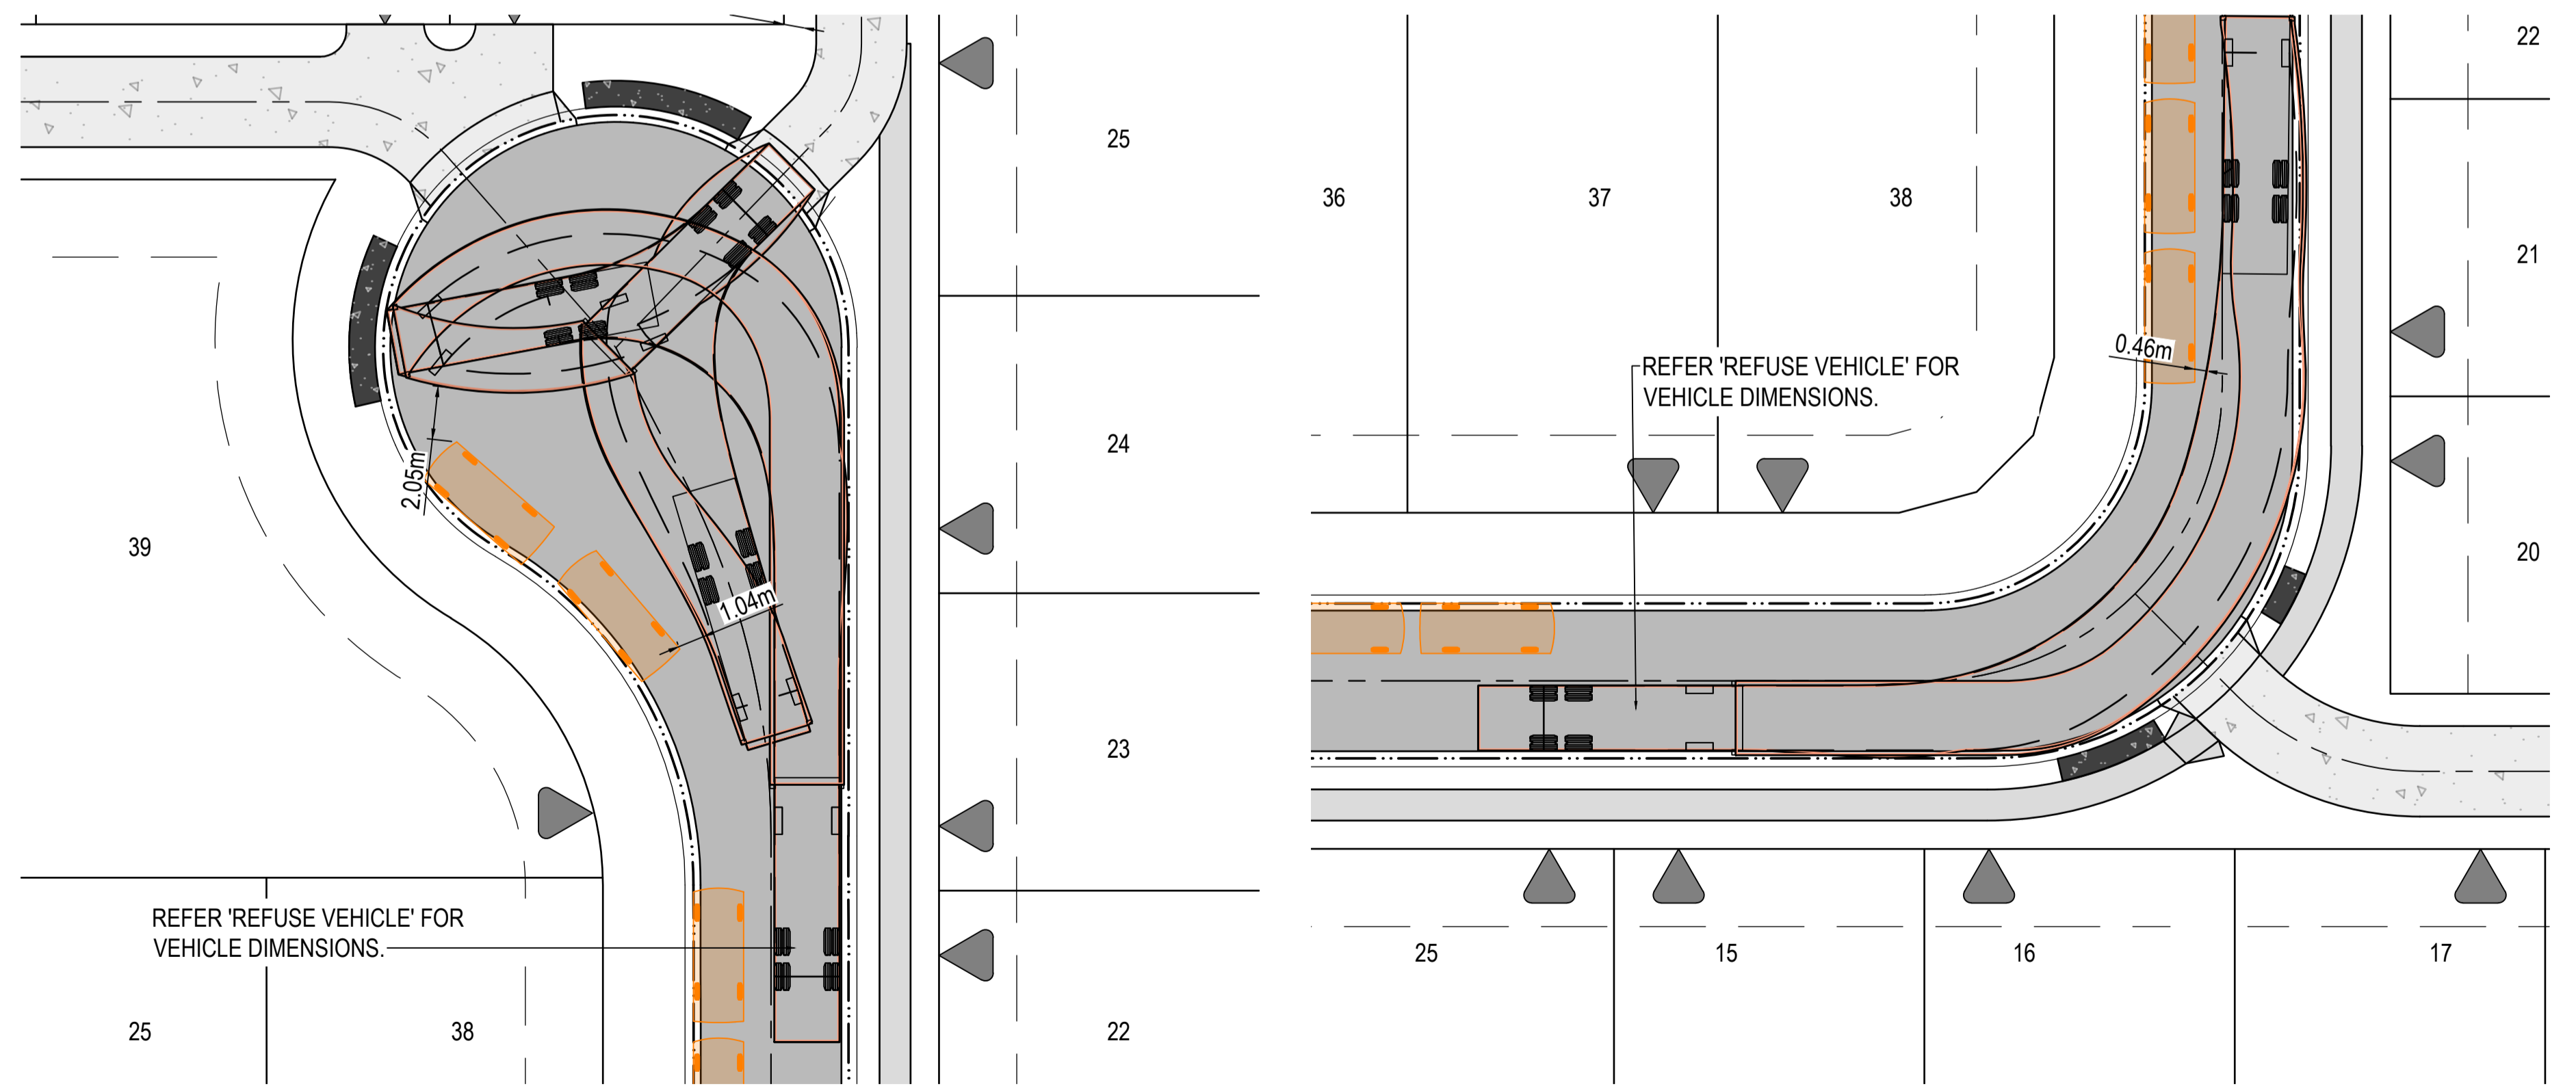 25
24
2.05m
39
1.04m
23
REFER 'REFUSE VEHICLE' FOR
VEHICLE DIMENSIONS.
25
38
22
22
36
37
38
21
0.46m
REFER 'REFUSE VEHICLE' FOR
VEHICLE DIMENSIONS.
20
25
15
16
17